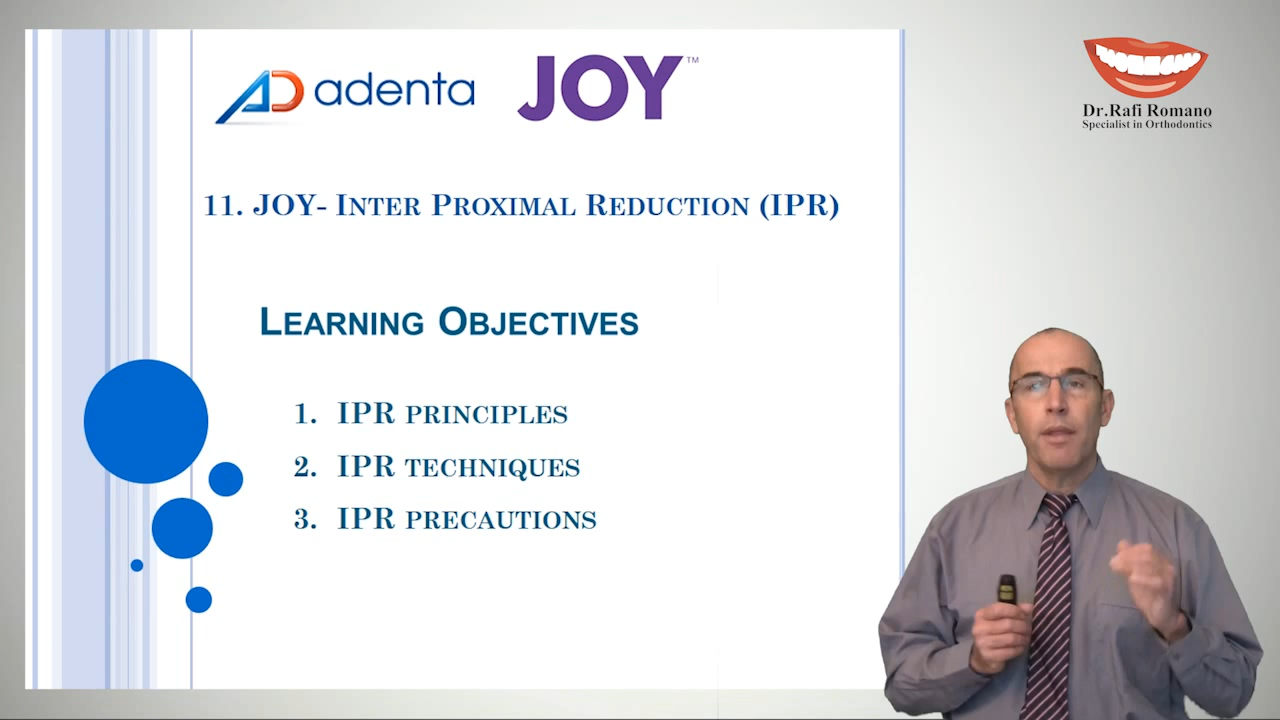 adenta
JOY™
Dr.Rafi Romano
Specialist in Orthodontics
11. JOY- Inter Proximal Reduction (IPR)
Learning Objectives
1. IPR principles
2. IPR techniques
3. IPR precautions